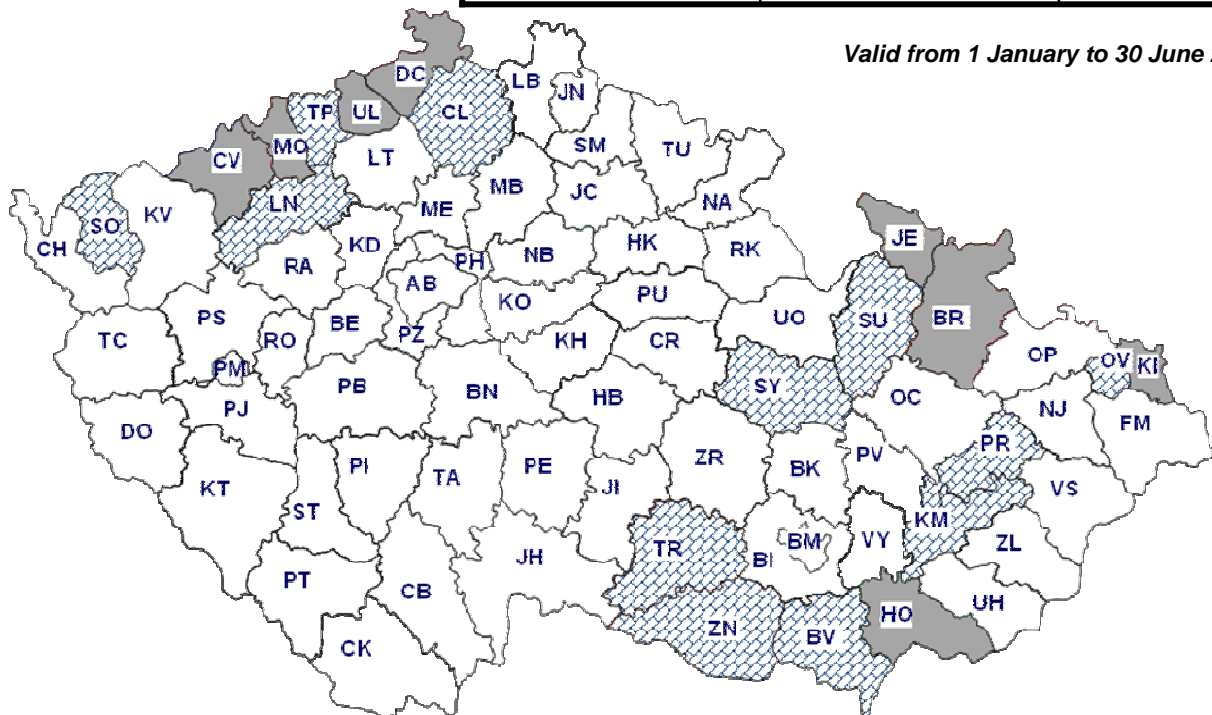 Valid from 1 January to 30 June
DC
LB
JN
TP
UL
CL
MO
SM
TU
CV
LT
MB
JC
NA
KV
LN
ME
SO
CH
KD
PH
NB
HK
RK
JE
RA
AB
KO
PU
UO
SU
BR
PS
BE
TC
RO
PZ
KH
CR
OP
OV
KI
PM
PB
BN
HB
SY
OC
NJ
FM
PJ
DO
PR
KT
PI
TA
PE
ZR
BK
PV
VS
JI
ST
KM
TR
BI
BM
VY
ZL
JH
PT
CB
HO
UH
ZN
BV
CK